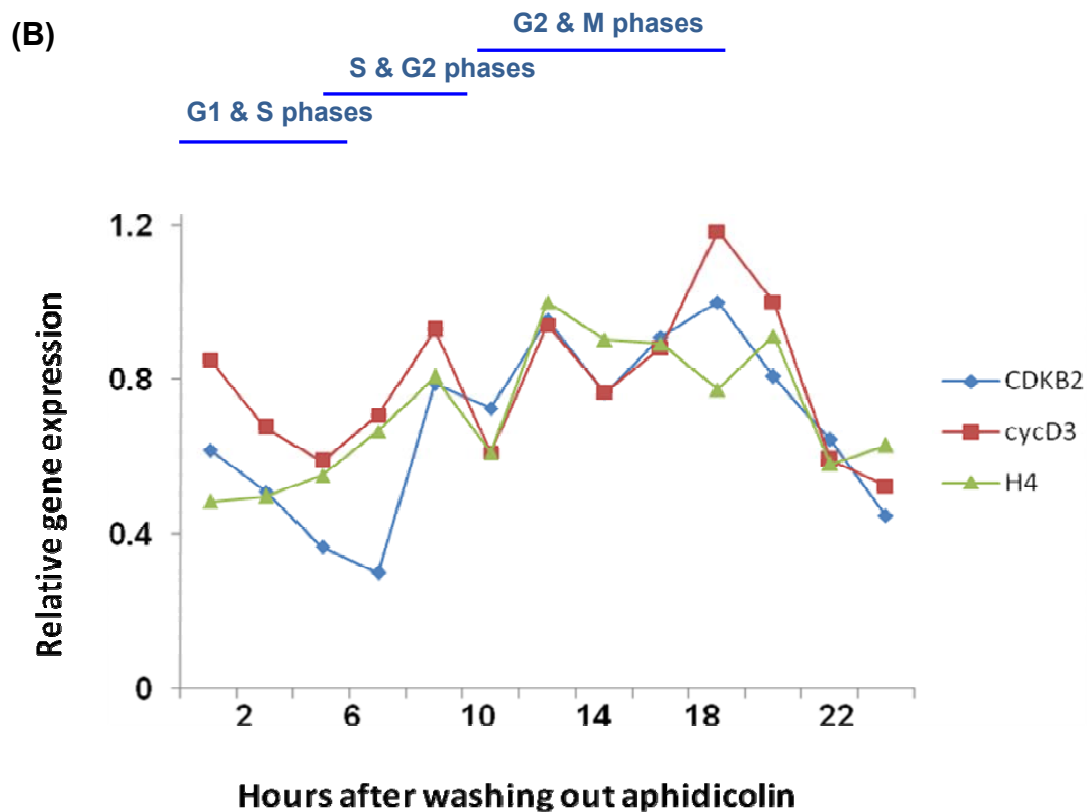 (B)
G2 & M phases
S & G2 phases
G1 & S phases
1.2
0.8
0.4
0
Relative gene expression
2 6 10 14 18 22
Hours after washing out aphidicolin
CDKB2
cycD3
H4